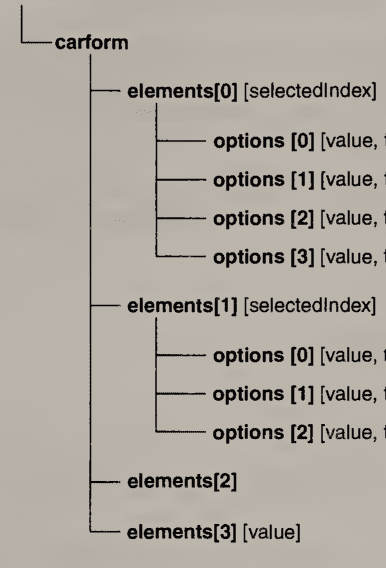 carform
elements[0] [selectedIndex]
options [0] [value, t
options [1] [value, t
options [2] [value, t
options [3] [value, t
elements[1] [selectedIndex]
options [0] [value, t
options [1] [value, t
options [2] [value, t
elements[2]
elements[3] [value]